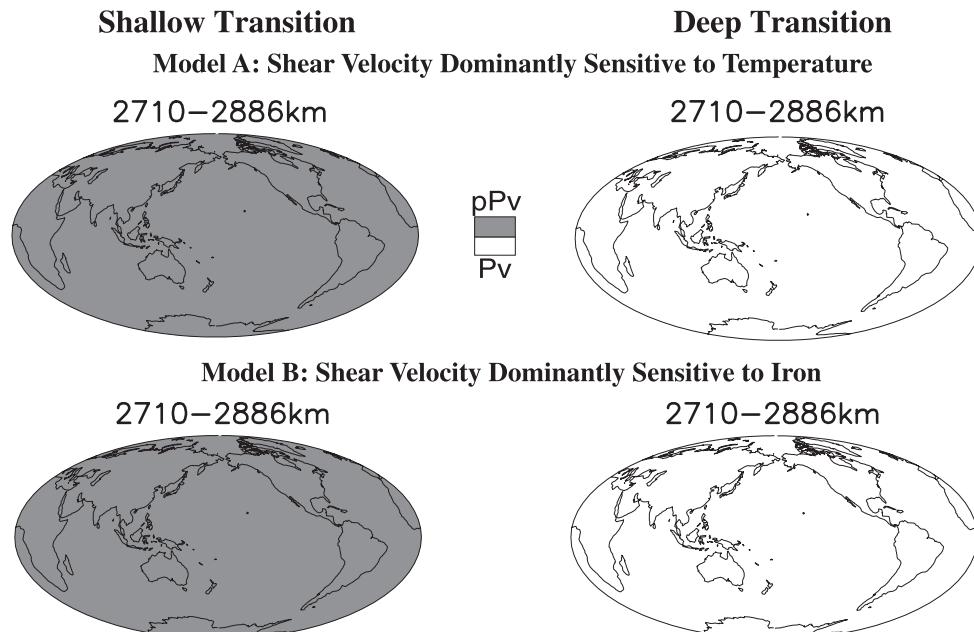 Shallow Transition
Deep Transition
Model A: Shear Velocity Dominantly Sensitive to Temperature
2710−2886km
2710−2886km
pPv
Pv
Model B: Shear Velocity Dominantly Sensitive to Iron
2710−2886km
2710−2886km